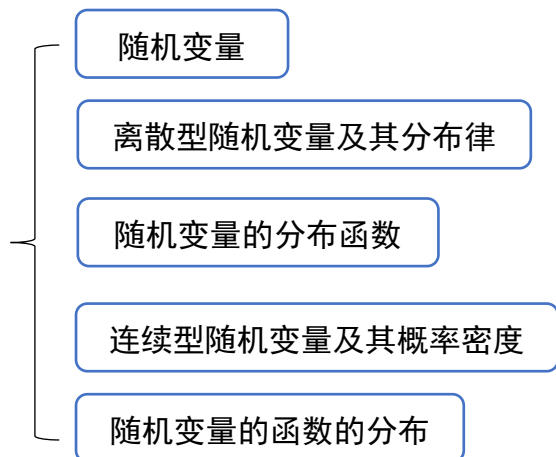 随机变量
离散型随机变量及其分布律
随机变量的分布函数
连续型随机变量及其概率密度
随机变量的函数的分布